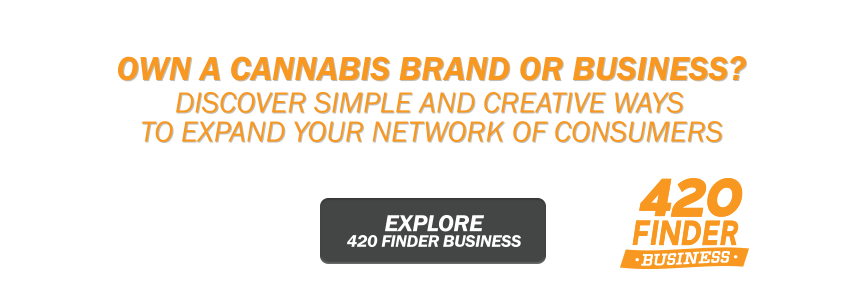 OWN A CANNABIS BRAND OR BUSINESS?
DISCOVER SIMPLE AND CREATIVE WAYS
TO EXPAND YOUR NETWORK OF CONSUMERS
EXPLORE
420 FINDER BUSINESS
420
FINDER
· BUSINESS ·